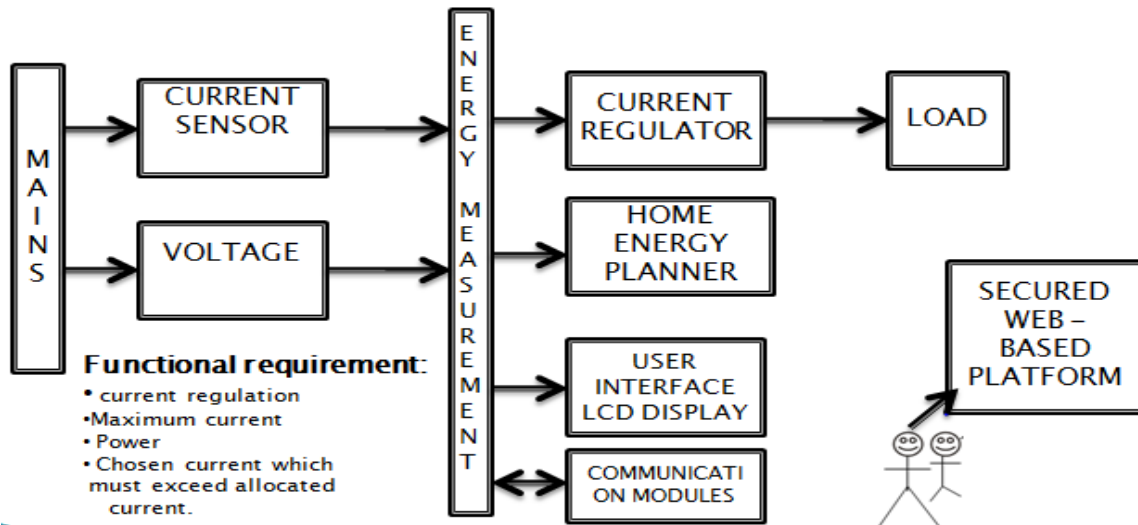 MAINS
CURRENT
SENSOR
VOLTAGE
ENERGY MEASUREMENT
CURRENT
REGULATOR
LOAD
HOME
ENERGY
PLANNER
USER
INTERFACE
LCD DISPLAY
COMMUNICATI
ON MODULES
SECURED
WEB –
BASED
PLATFORM
Functional requirement:
• current regulation
•Maximum current
• Power
• Chosen current which
must exceed allocated
current.